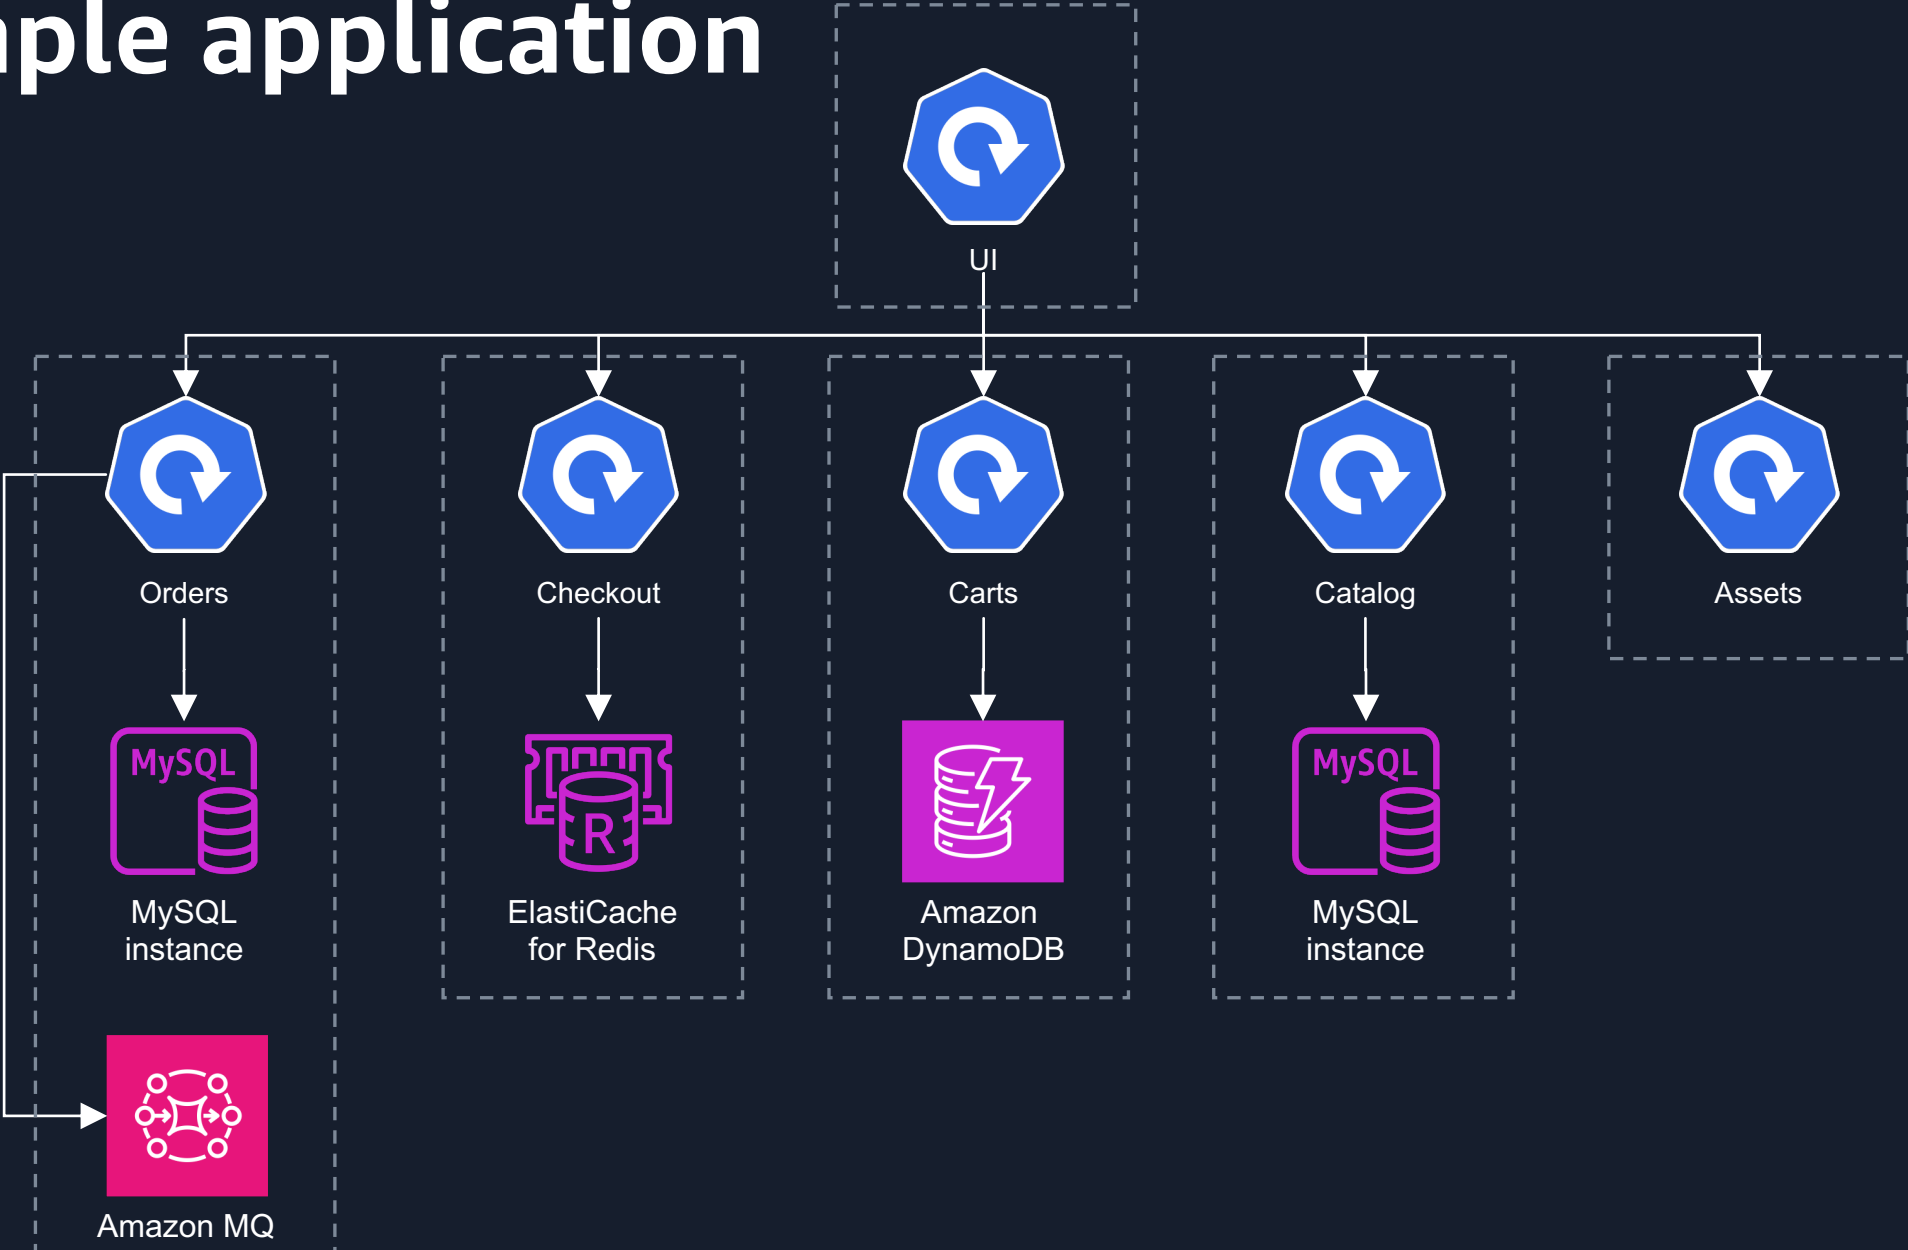 mple application
UI
Orders
Checkout
Carts
Catalog
Assets
MySQL
R
MySQL
MySQL
instance
ElastiCache
for Redis
Amazon
DynamoDB
MySQL
instance
Amazon MQ